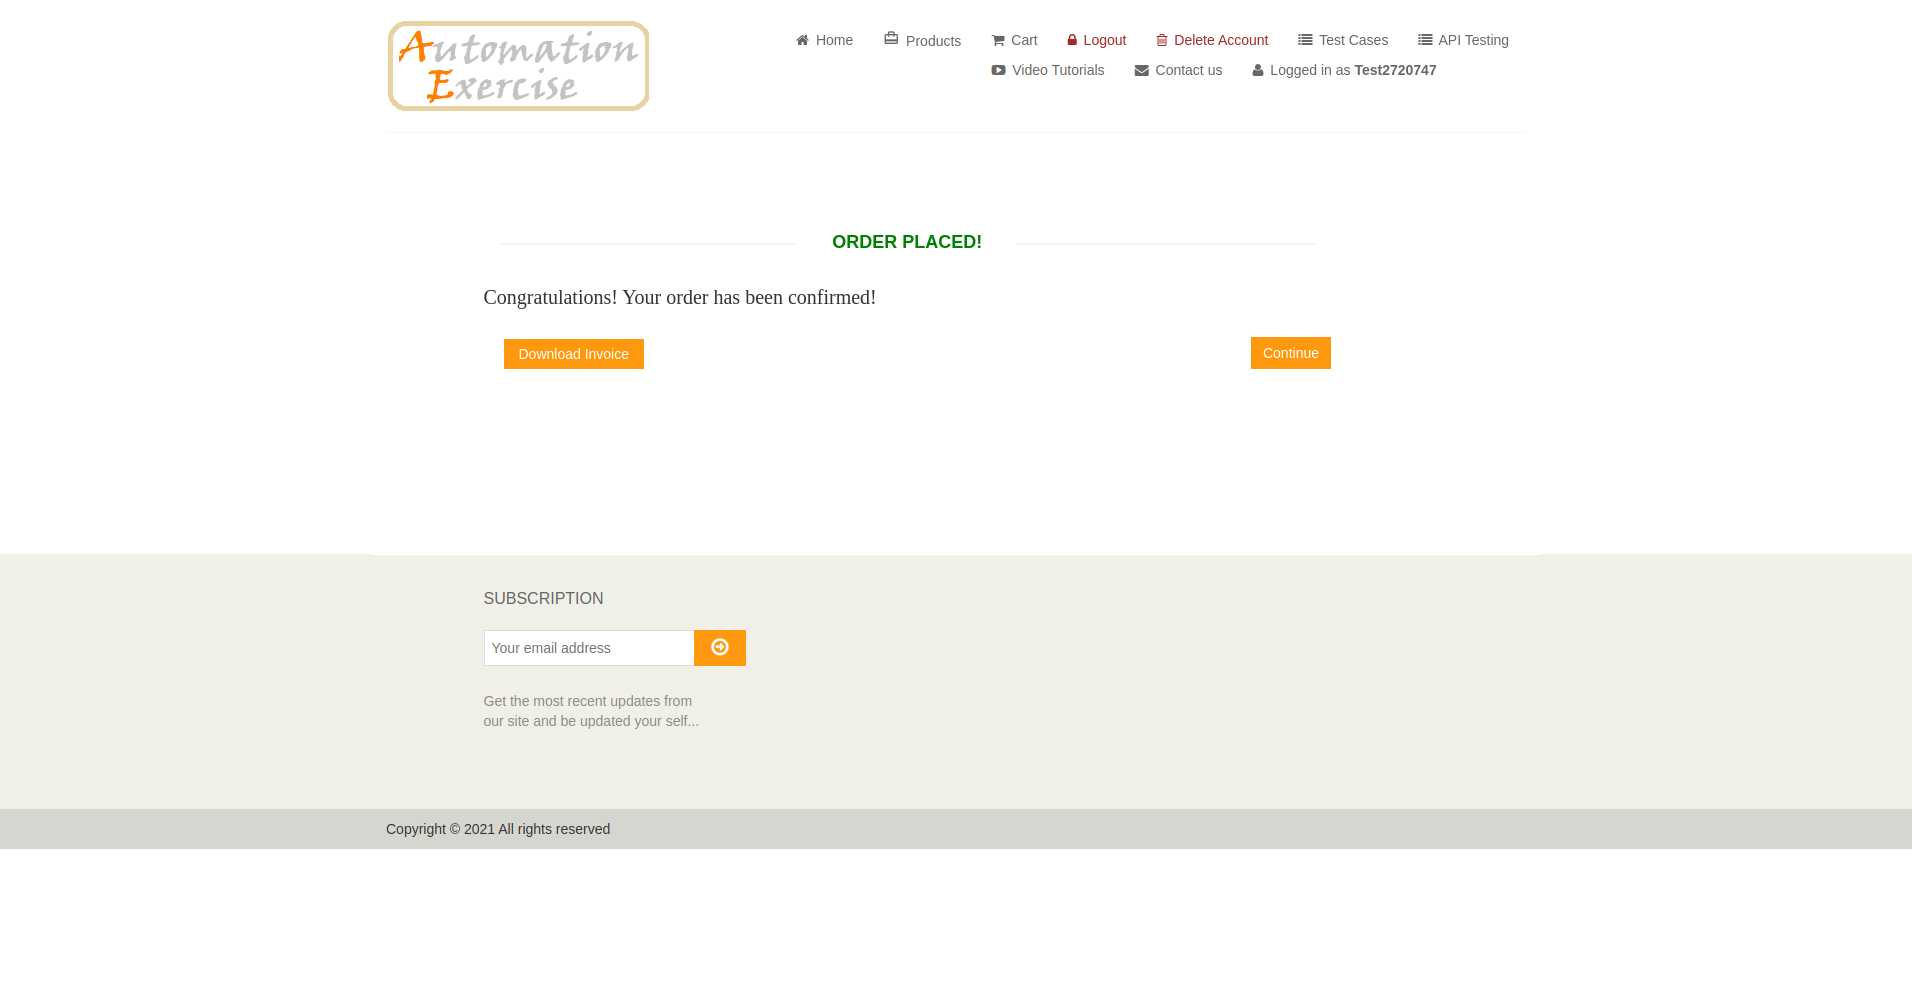 Automation
Exercise
Home Products Cart Logout Delete Account Test Cases API Testing
Video Tutorials Contact us Logged in as Test2720747
ORDER PLACED!
Congratulations! Your order has been confirmed!
Download Invoice Continue
SUBSCRIPTION
Your email address
Get the most recent updates from
our site and be updated your self...
Copyright © 2021 All rights reserved